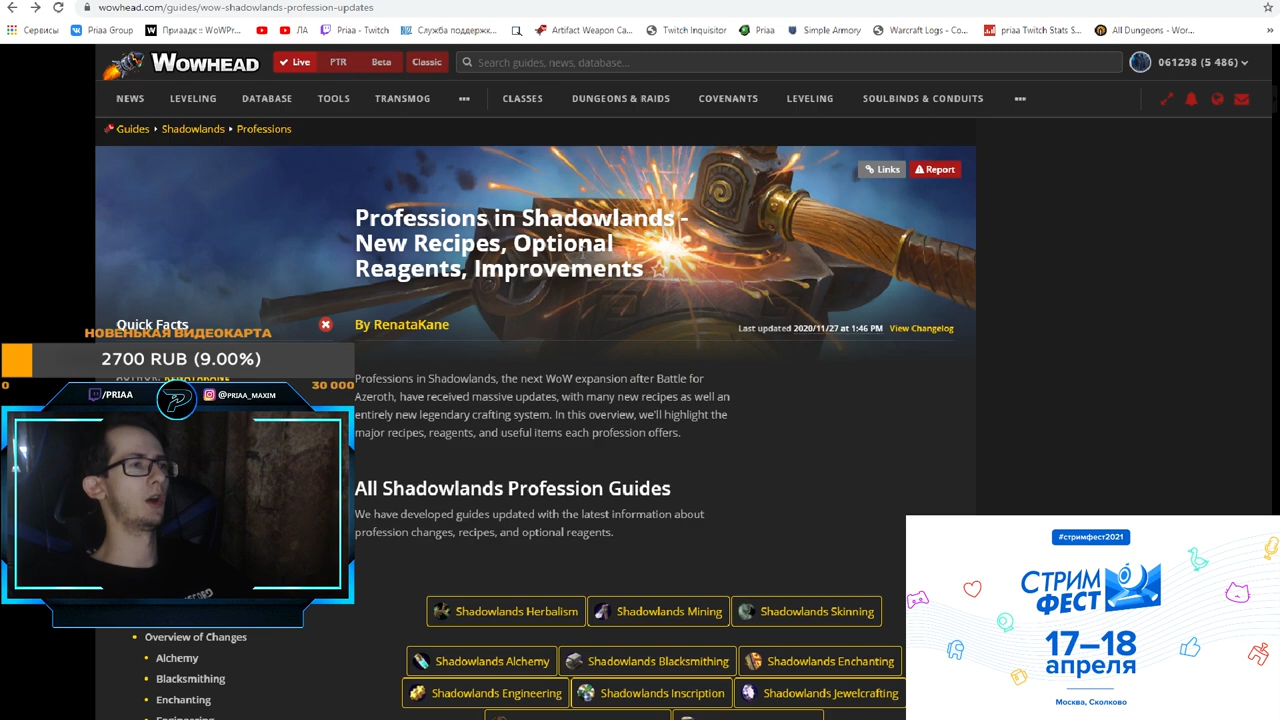 wowhead.com/guides/wow-shadowlands-profession-updates
Сервисы Priaa Group Приаадк :: WoWPr... ЛА Priaa - Twitch Служба поддержк... Artifact Weapon Ca... Twitch Inquisitor Priaa Simple Armory Warcraft Logs - Co... priaa Twitch Stats S... All Dungeons - Wor... »
WOWHEAD Live PTR Beta Classic Search guides, news, database... 061298 (5 486)
NEWS LEVELING DATABASE TOOLS TRANSMOG ••• CLASSES DUNGEONS & RAIDS COVENANTS LEVELING SOULBINDS & CONDUITS •••
Guides Shadowlands Professions
Links Report
Professions in Shadowlands -
New Recipes, Optional
Reagents, Improvements
Quick Facts
By RenataKane
Last updated 2020/11/27 at 1:46 PM View Changelog
НОВЕНЬКАЯ ВИДЕОКАРТА
2700 RUB (9.00%)
0 30 000
AUTHOR: RENATAKANE
/PRIAA P @PRIAA_MAXIM
Professions in Shadowlands, the next WoW expansion after Battle for
Azeroth, have received massive updates, with many new recipes as well an
entirely new legendary crafting system. In this overview, we'll highlight the
major recipes, reagents, and useful items each profession offers.
All Shadowlands Profession Guides
We have developed guides updated with the latest information about
profession changes, recipes, and optional reagents.
Shadowlands Herbalism Shadowlands Mining Shadowlands Skinning
Shadowlands Alchemy Shadowlands Blacksmithing Shadowlands Enchanting
Shadowlands Engineering Shadowlands Inscription Shadowlands Jewelcrafting
Overview of Changes
Alchemy
Blacksmithing
Enchanting
Engineering
#стримфест2021
СТРИМ
ФЕСТ
17–18
апреля
Москва, Сколково